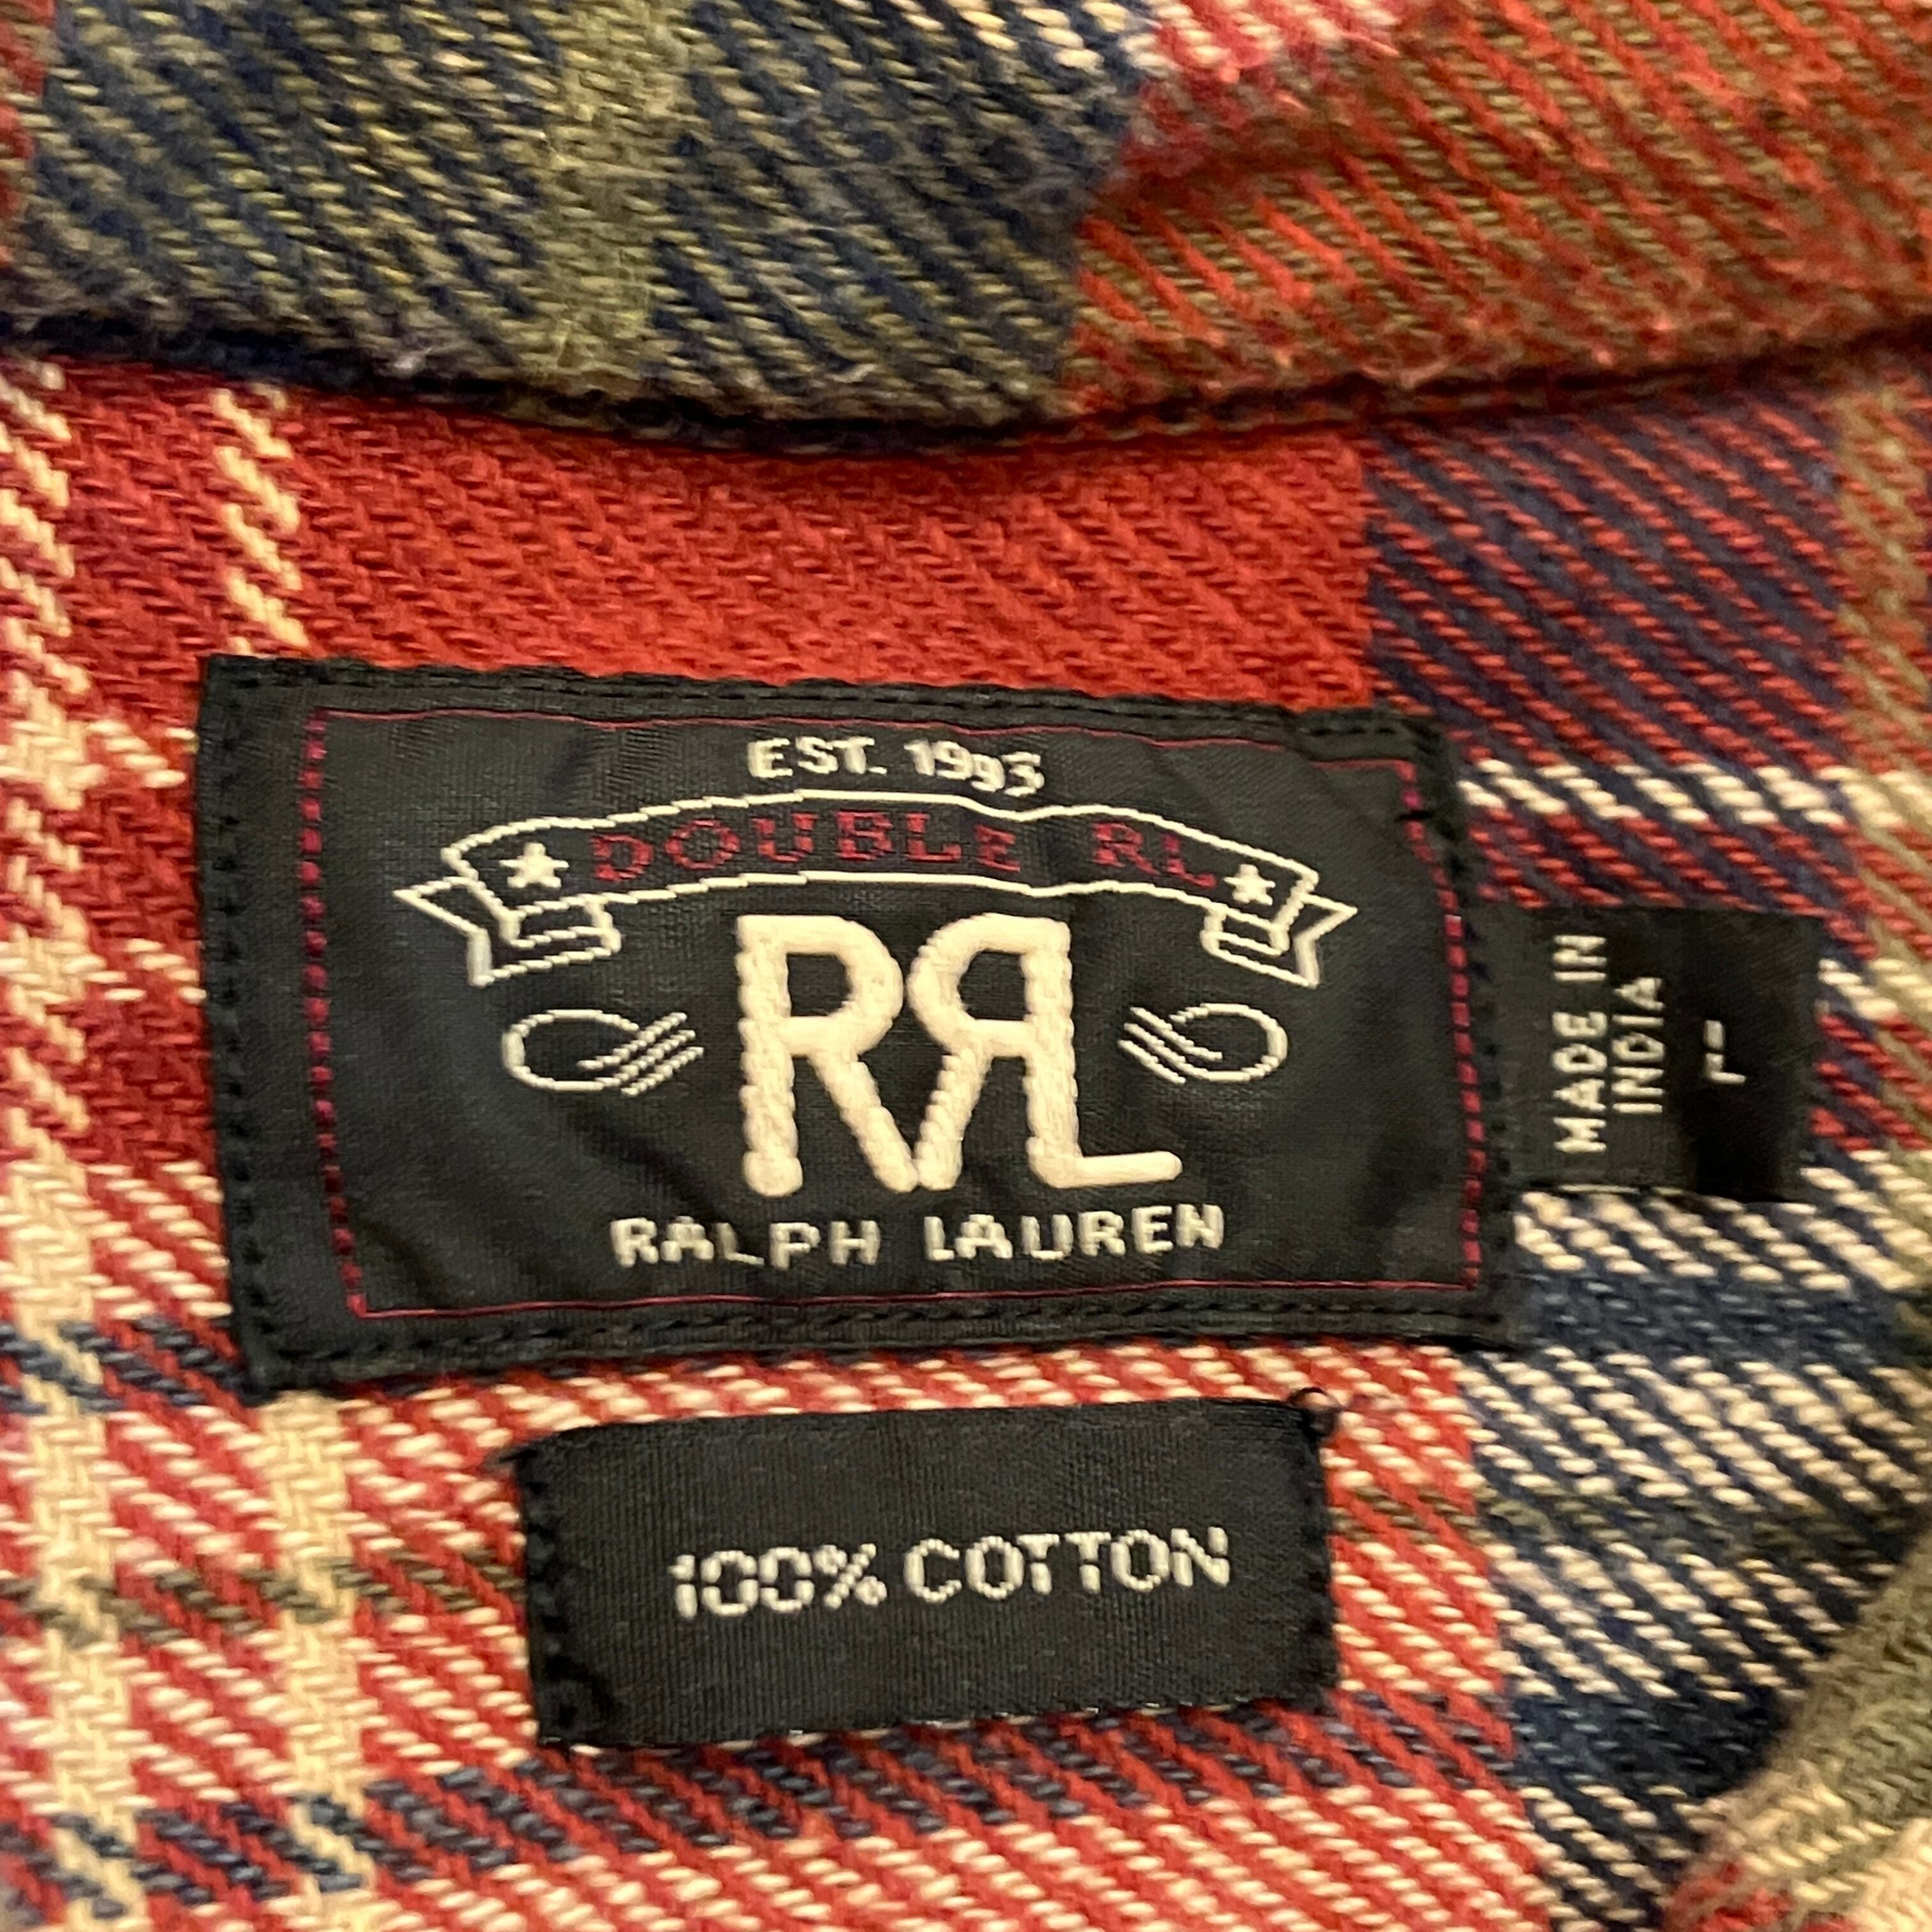 EST. 1993
DOUBLE RL
RRL
RALPH LAUREN
MADE IN
INDIA
L
100% COTTON